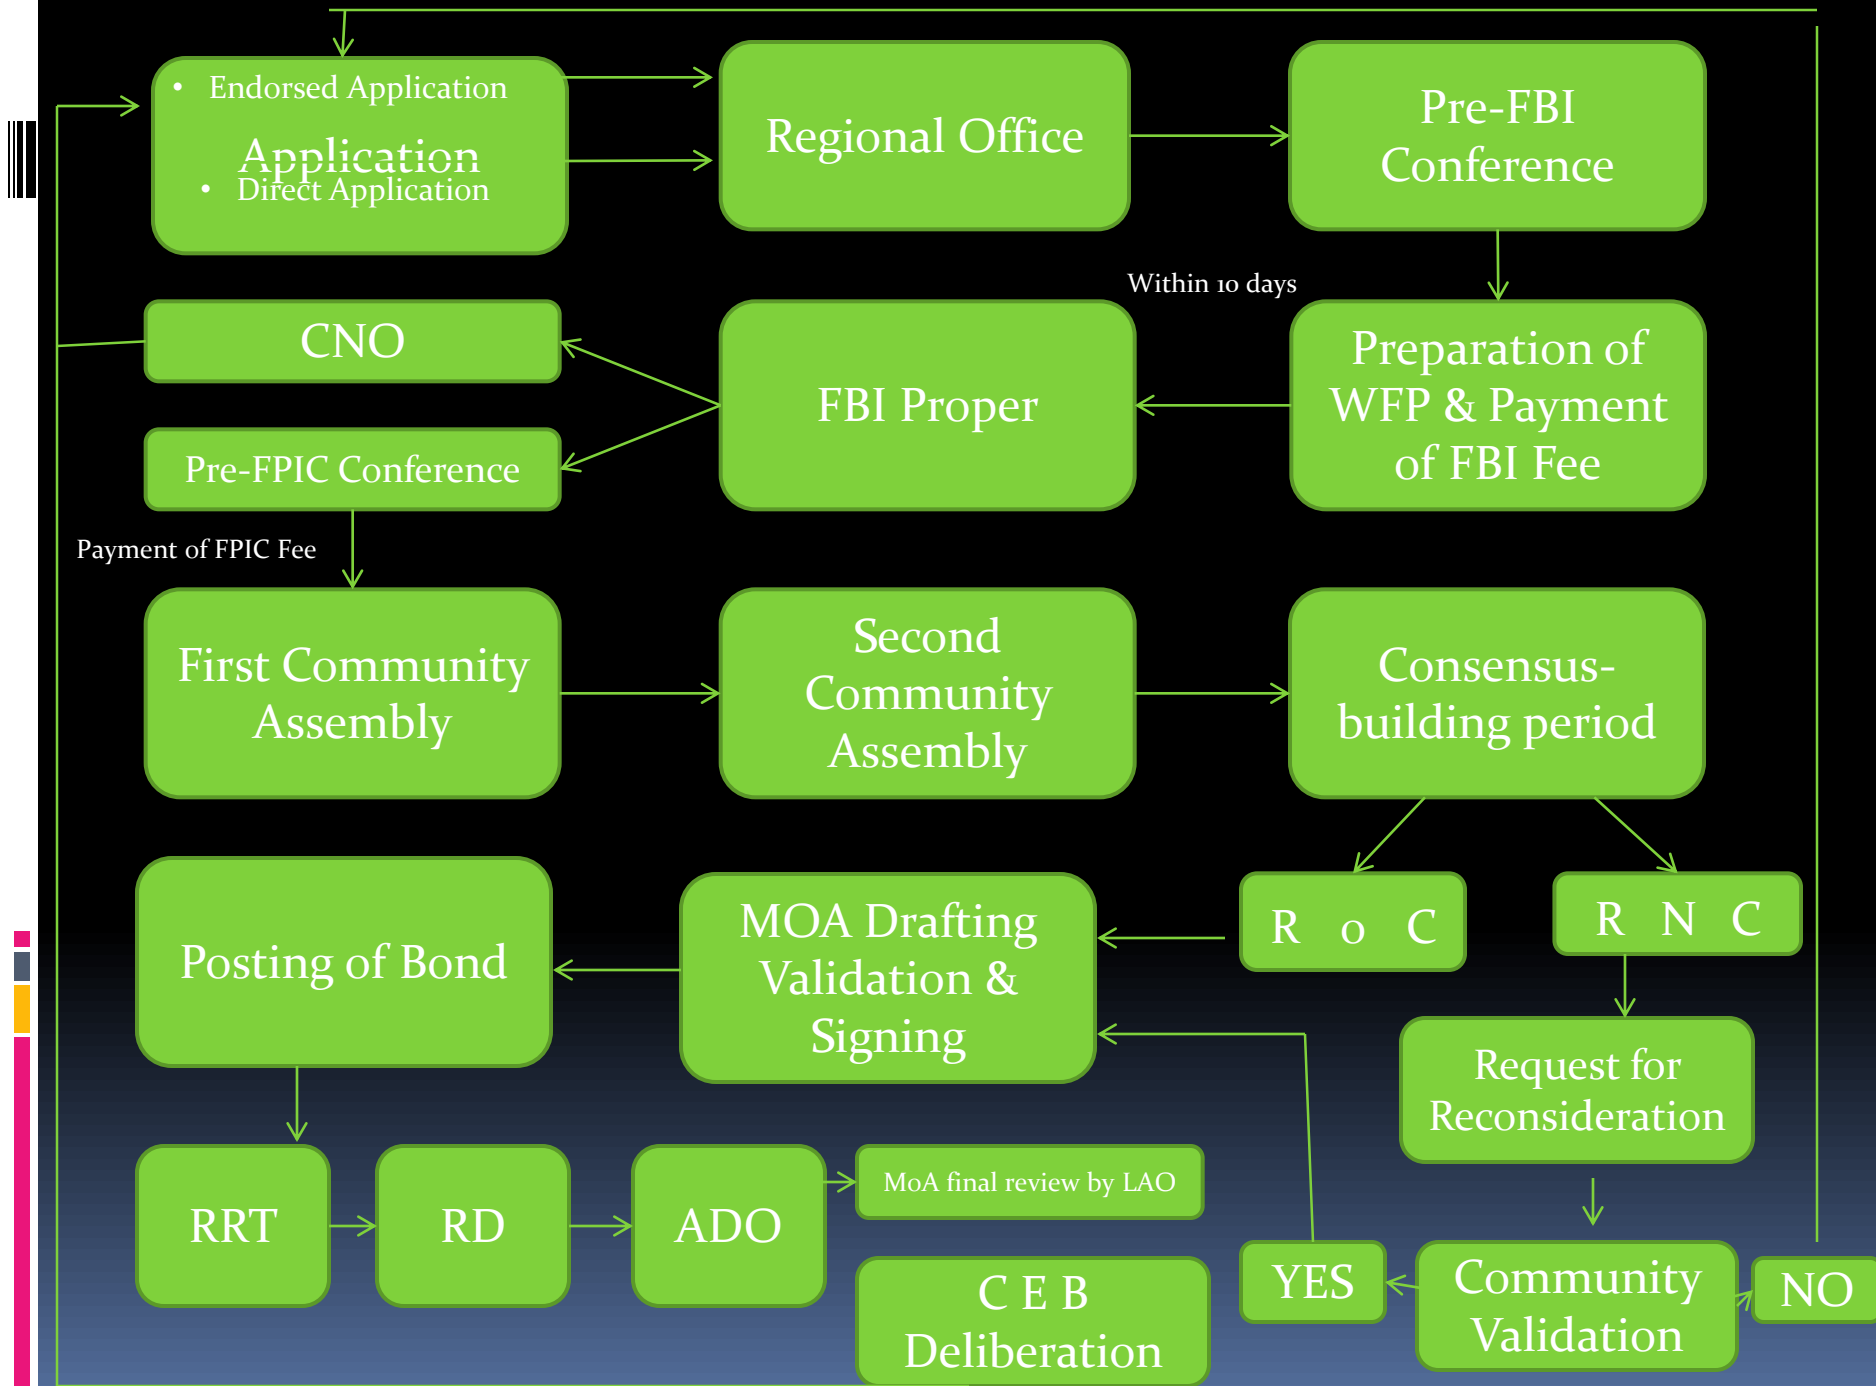 • Endorsed Application
Application
• Direct Application
Regional Office
Pre-FBI
Conference
Within 10 days
CNO
FBI Proper
Preparation of
WFP & Payment
of FBI Fee
Pre-FPIC Conference
Payment of FPIC Fee
First Community
Assembly
Second
Community
Assembly
Consensus-
building period
Posting of Bond
MOA Drafting
Validation &
Signing
R o C
R N C
Request for
Reconsideration
RRT
RD
ADO
MoA final review by LAO
C E B
Deliberation
YES
Community
Validation
NO